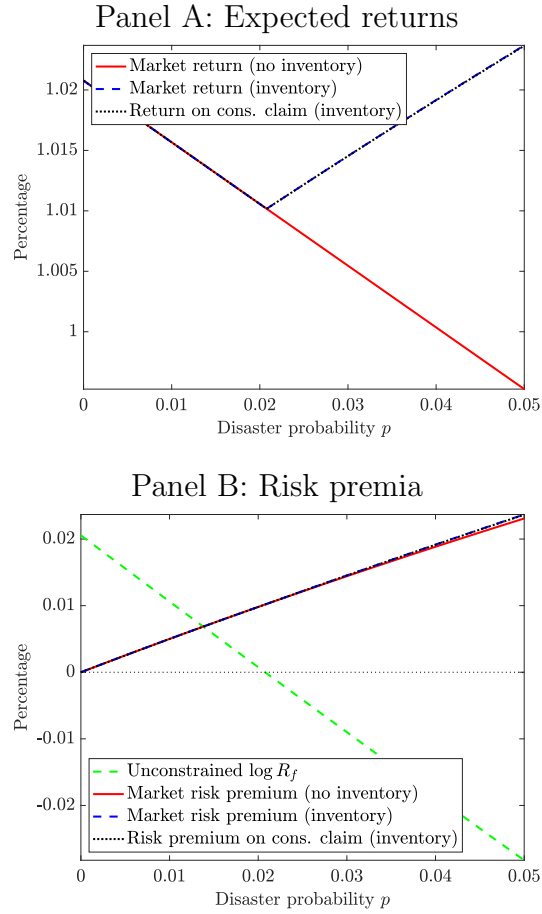 Panel A: Expected returns
Market return (no inventory)
Market return (inventory)
Return on cons. claim (inventory)
1.02
1.015
1.01
1.005
1
Percentage
0 0.01 0.02 0.03 0.04 0.05
Disaster probability p
Panel B: Risk premia
0.02
0.01
0
-0.01
-0.02
Percentage
Unconstrained log R_f
Market risk premium (no inventory)
Market risk premium (inventory)
Risk premium on cons. claim (inventory)
0 0.01 0.02 0.03 0.04 0.05
Disaster probability p